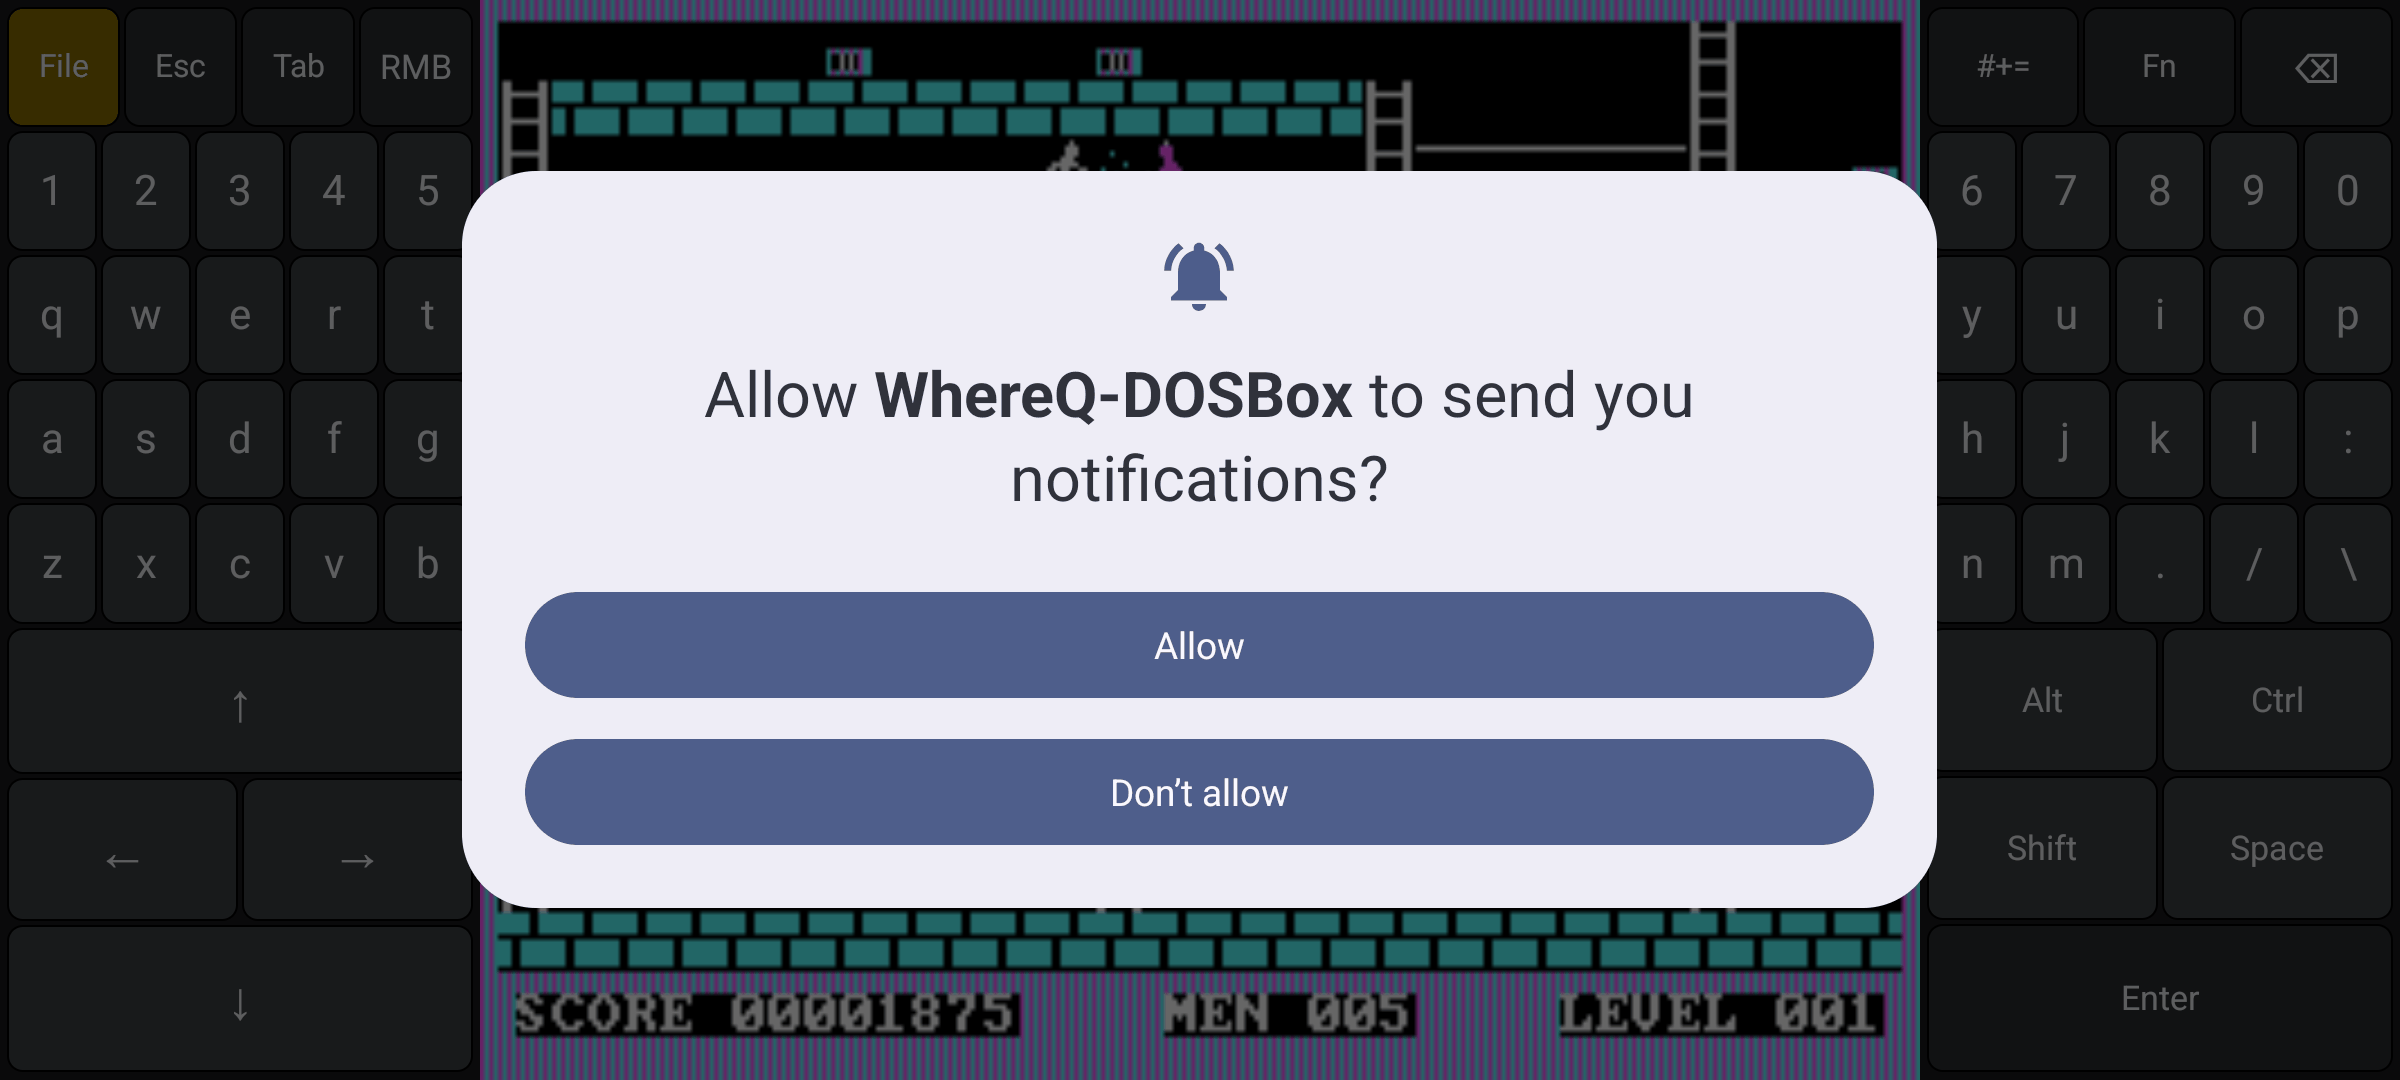 File Esc Tab RMB
#+= Fn
1 2 3 4 5
6 7 8 9 0
q w e r t
y u i o p
a s d f g
h j k l :
z x c v b
n m . / \
↑
← →
↓
Alt Ctrl
Shift Space
Enter
Allow WhereQ-DOSBox to send you
notifications?
Allow
Don’t allow
SCORE 00001875 MEN 005 LEVEL 001